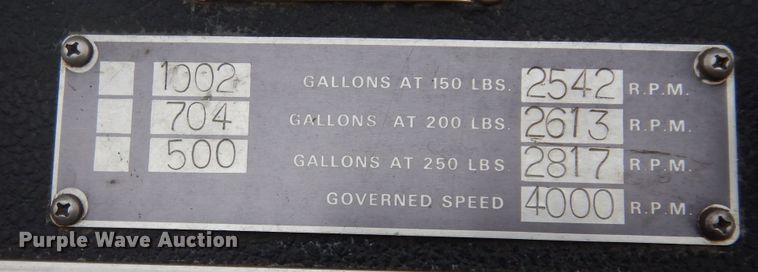 1002 GALLONS AT 150 LBS. 2542 R.P.M.
704 GALLONS AT 200 LBS. 2613 R.P.M.
500 GALLONS AT 250 LBS. 2817 R.P.M.
GOVERNED SPEED 4000 R.P.M.
Purple Wave Auction